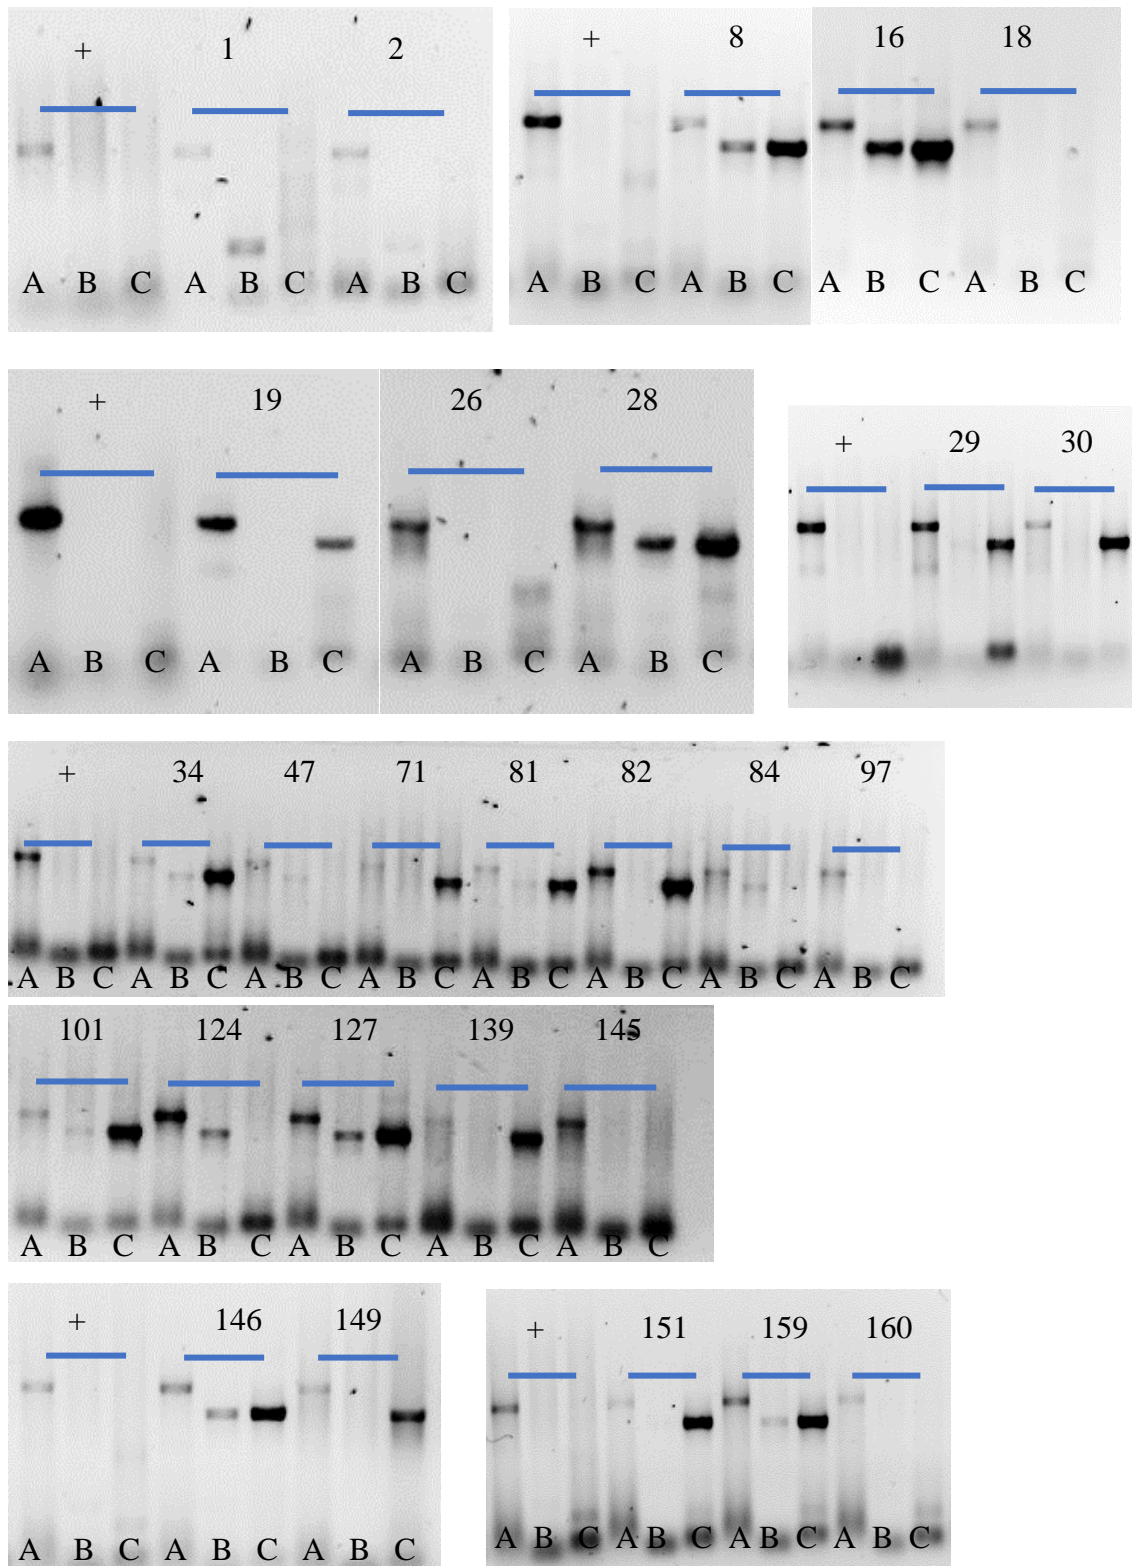 + 1 2
A B C A B C A B C
+ 8 16 18
A B C A B C A B C A B C
+ 19 26 28
A B C A B C A B C A B C
+ 29 30
+ 34 47 71 81 82 84 97
A B C A B C A B C A B C A B C A B C A B C A B C
101 124 127 139 145
A B C A B C A B C A B C A B C
+ 146 149
A B C A B C A B C
+ 151 159 160
A B C A B C A B C A B C